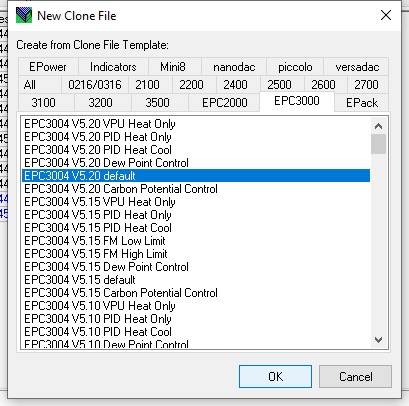 New Clone File
Create from Clone File Template:
EPower Indicators Mini8 nanodac piccolo versadac
All 0216/0316 2100 2200 2400 2500 2600 2700
3100 3200 3500 EPC2000 EPC3000 EPack
EPC3004 V5.20 VPU Heat Only
EPC3004 V5.20 PID Heat Only
EPC3004 V5.20 PID Heat Cool
EPC3004 V5.20 Dew Point Control
EPC3004 V5.20 default
EPC3004 V5.20 Carbon Potential Control
EPC3004 V5.15 VPU Heat Only
EPC3004 V5.15 PID Heat Only
EPC3004 V5.15 PID Heat Cool
EPC3004 V5.15 FM Low Limit
EPC3004 V5.15 FM High Limit
EPC3004 V5.15 Dew Point Control
EPC3004 V5.15 default
EPC3004 V5.15 Carbon Potential Control
EPC3004 V5.10 VPU Heat Only
EPC3004 V5.10 PID Heat Cool
EPC3004 V5.10 PID Heat Only
EPC3004 V5.10 Dew Point Control
OK Cancel